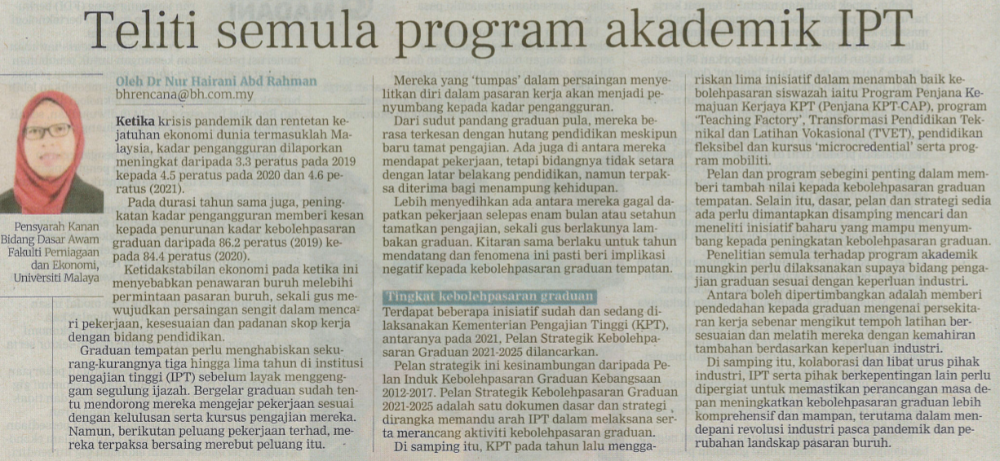 Teliti semula program akademik IPT
Pensyarah Kanan
Bidang Dasar Awam
Fakulti Perniagaan
dan Ekonomi,
Universiti Malaya
Oleh Dr Nur Hairani Abd Rahman
bhrencana@bh.com.my
Ketika krisis pandemik dan rentetan ke-
jatuhan ekonomi dunia termasuklah Ma-
laysia, kadar pengangguran dilaporkan
meningkat daripada 3.3 peratus pada 2019
kepada 4.5 peratus pada 2020 dan 4.6 pe-
ratus (2021).
Pada durasi tahun sama juga, pening-
katan kadar pengangguran memberi kesan
kepada penurunan kadar kebolehpasaran
graduan daripada 86.2 peratus (2019) ke-
pada 84.4 peratus (2020).
Ketidakstabilan ekonomi pada ketika ini
menyebabkan penawaran buruh melebihi
permintaan pasaran buruh, sekali gus me-
wujudkan persaingan sengit dalam menca-
ri pekerjaan, kesesuaian dan padanan skop kerja
dengan bidang pendidikan.
Graduan tempatan perlu menghabiskan seku-
rang-kurangnya tiga hingga lima tahun di institusi
pengajian tinggi (IPT) sebelum layak menggeng-
gam segulung ijazah. Bergelar graduan sudah ten-
tu mendorong mereka mengejar pekerjaan sesuai
dengan kelulusan serta kursus pengajian mereka.
Namun, berikutan peluang pekerjaan terhad, me-
reka terpaksa bersaing merebut peluang itu.
Mereka yang ‘tumpas’ dalam persaingan menye-
litkan diri dalam pasaran kerja akan menjadi pe-
nyumbang kepada kadar pengangguran.
Dari sudut pandang graduan pula, mereka be-
rasa terkesan dengan hutang pendidikan meskipun
baru tamat pengajian. Ada juga di antara mereka
mendapat pekerjaan, tetapi bidangnya tidak setara
dengan latar belakang pendidikan, namun terpak-
sa diterima bagi menampung kehidupan.
Lebih menyedihkan ada antara mereka gagal da-
patkan pekerjaan selepas enam bulan atau setahun
tamatkan pengajian, sekali gus berlakunya lam-
bakan graduan. Kitaran sama berlaku untuk tahun
mendatang dan fenomena ini pasti beri implikasi
negatif kepada kebolehpasaran graduan tempatan.
Tingkat kebolehpasaran graduan
Terdapat beberapa inisiatif sudah dan sedang di-
laksanakan Kementerian Pengajian Tinggi (KPT),
antaranya pada 2021, Pelan Strategik Kebolehpa-
saran Graduan 2021-2025 dilancarkan.
Pelan strategik ini kesinambungan daripada Pe-
lan Induk Kebolehpasaran Graduan Kebangsaan
2012-2017. Pelan Strategik Kebolehpasaran Graduan
2021-2025 adalah satu dokumen dasar dan strategi
dirangka memandu arah IPT dalam melaksana ser-
ta merancang aktiviti kebolehpasaran graduan.
Di samping itu, KPT pada tahun lalu mengga-
riskan lima inisiatif dalam menambah baik ke-
bolehpasaran siswazah iaitu Program Penjana Ke-
majuan Kerjaya KPT (Penjana KPT-CAP), program
‘Teaching Factory’, Transformasi Pendidikan Tek-
nikal dan Latihan Vokasional (TVET), pendidikan
fleksibel dan kursus ‘microcredential’ serta prog-
ram mobiliti.
Pelan dan program sebegini penting dalam mem-
beri tambah nilai kepada kebolehpasaran graduan
tempatan. Selain itu, dasar, pelan dan strategi sedia
ada perlu dimantapkan disamping mencari dan
meneliti inisiatif baharu yang mampu menyum-
bang kepada peningkatan kebolehpasaran graduan.
Penelitian semula terhadap program akademik
mungkin perlu dilaksanakan supaya bidang penga-
jian graduan sesuai dengan keperluan industri.
Antara boleh dipertimbangkan adalah memberi
pendedahan kepada graduan mengenai persekita-
ran kerja sebenar mengikut tempoh latihan ber-
sesuaian dan melatih mereka dengan kemahiran
tambahan berdasarkan keperluan industri.
Di samping itu, kolaborasi dan libat urus pihak
industri, IPT serta pihak berkepentingan lain perlu
dipergiat untuk memastikan perancangan masa de-
pan meningkatkan kebolehpasaran graduan lebih
komprehensif dan mampan, terutama dalam men-
depani revolusi industri pasca pandemik dan pe-
rubahan landskap pasaran buruh.